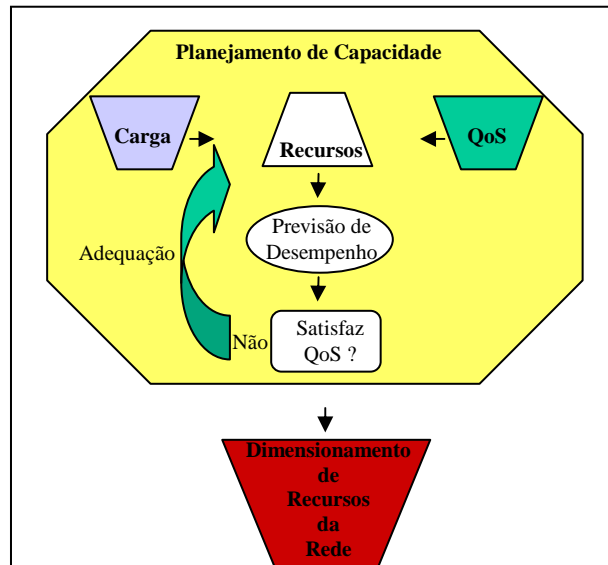 Planejamento de Capacidade
Carga
Recursos
QoS
Previsão de
Desempenho
Adequação
Não
Satisfaz
QoS ?
Dimensionamento
de
Recursos
da
Rede